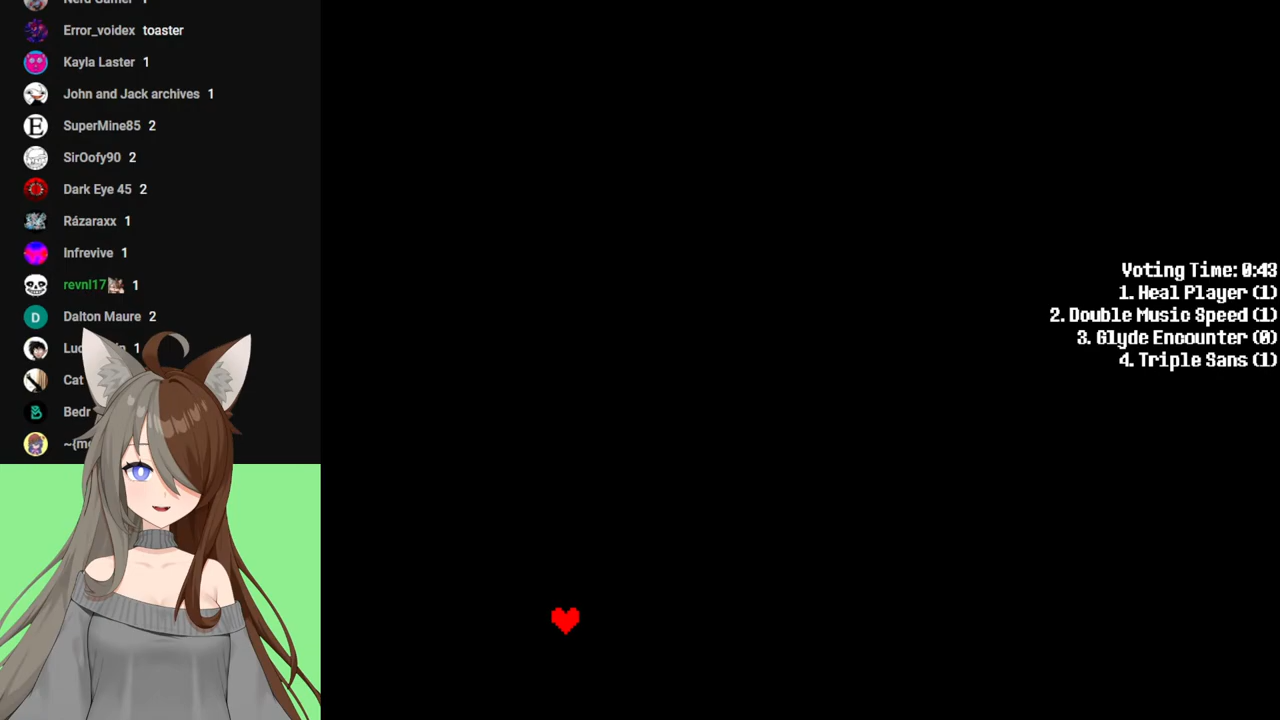 Error_voidex toaster
Kayla Laster 1
John and Jack archives 1
SuperMine85 2
SirOofy90 2
Dark Eye 45 2
Rázaraxx 1
Infrevive 1
revnl17 1
Dalton Maure 2
1
Cat
Voting Time: 0:43
1. Heal Player (1)
2. Double Music Speed (1)
3. Glyde Encounter (0)
4. Triple Sans (1)
E
D